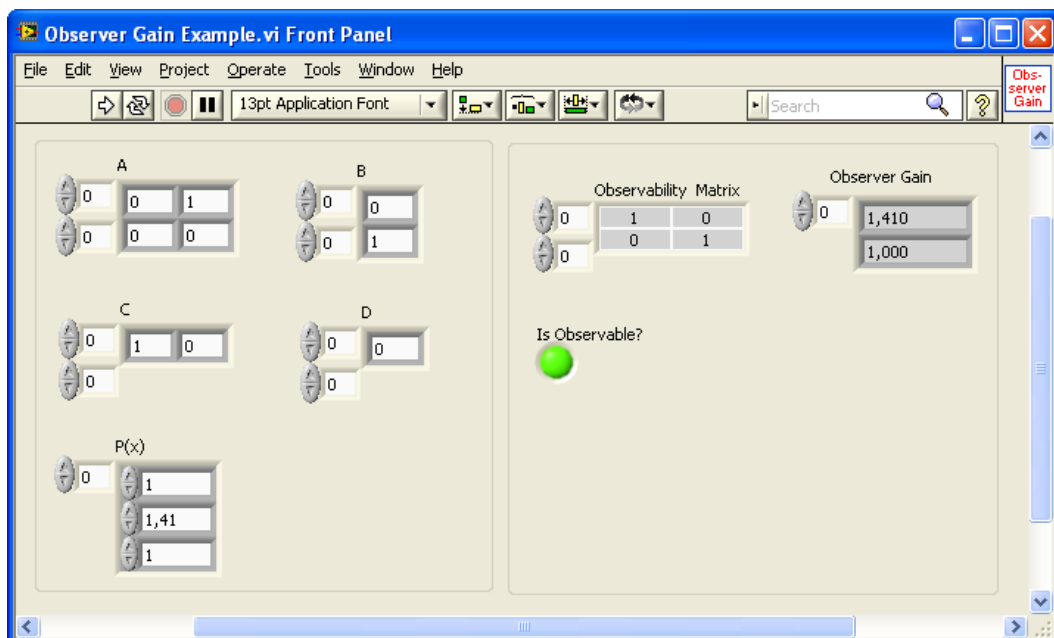 Observer Gain Example.vi Front Panel
File Edit View Project Operate Tools Window Help
Obs-
server
Gain
13pt Application Font
Search
?
A
0 0 1
0 0 0
B
0 0
0 1
C
0 1 0
0
D
0 0
0
P(x)
0 1
1,41
1
Observability Matrix
0 1 0
0 0 1
Observer Gain
0 1,410
1,000
Is Observable?